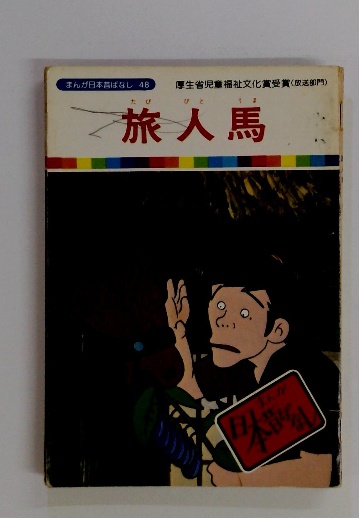 まんが日本昔ばなし 48
厚生省児童福祉文化賞受賞〈放送部門〉
たび びと うま
旅人馬
まんが
日本昔ばなし